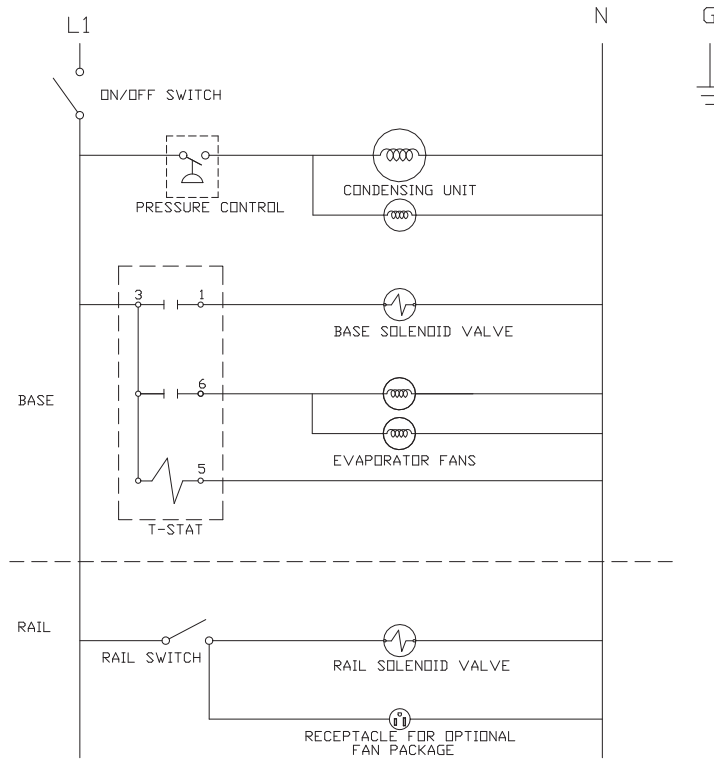 L1
N
G
ON/OFF SWITCH
CONDENSING UNIT
PRESSURE CONTROL
3
1
BASE SOLENOID VALVE
6
BASE
EVAPORATOR FANS
5
T-STAT
RAIL
RAIL SWITCH
RAIL SOLENOID VALVE
RECEPTACLE FOR OPTIONAL
FAN PACKAGE